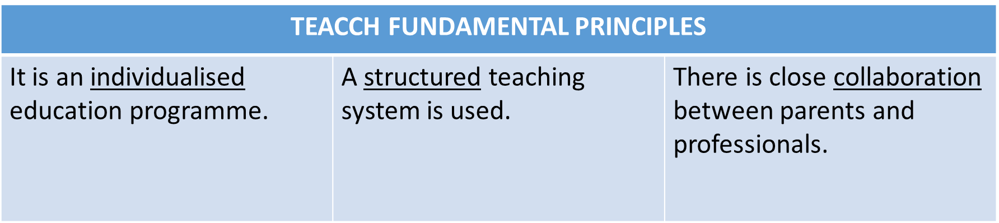 TEACCH FUNDAMENTAL PRINCIPLES
It is an individualised
education programme.
A structured teaching
system is used.
There is close collaboration
between parents and
professionals.